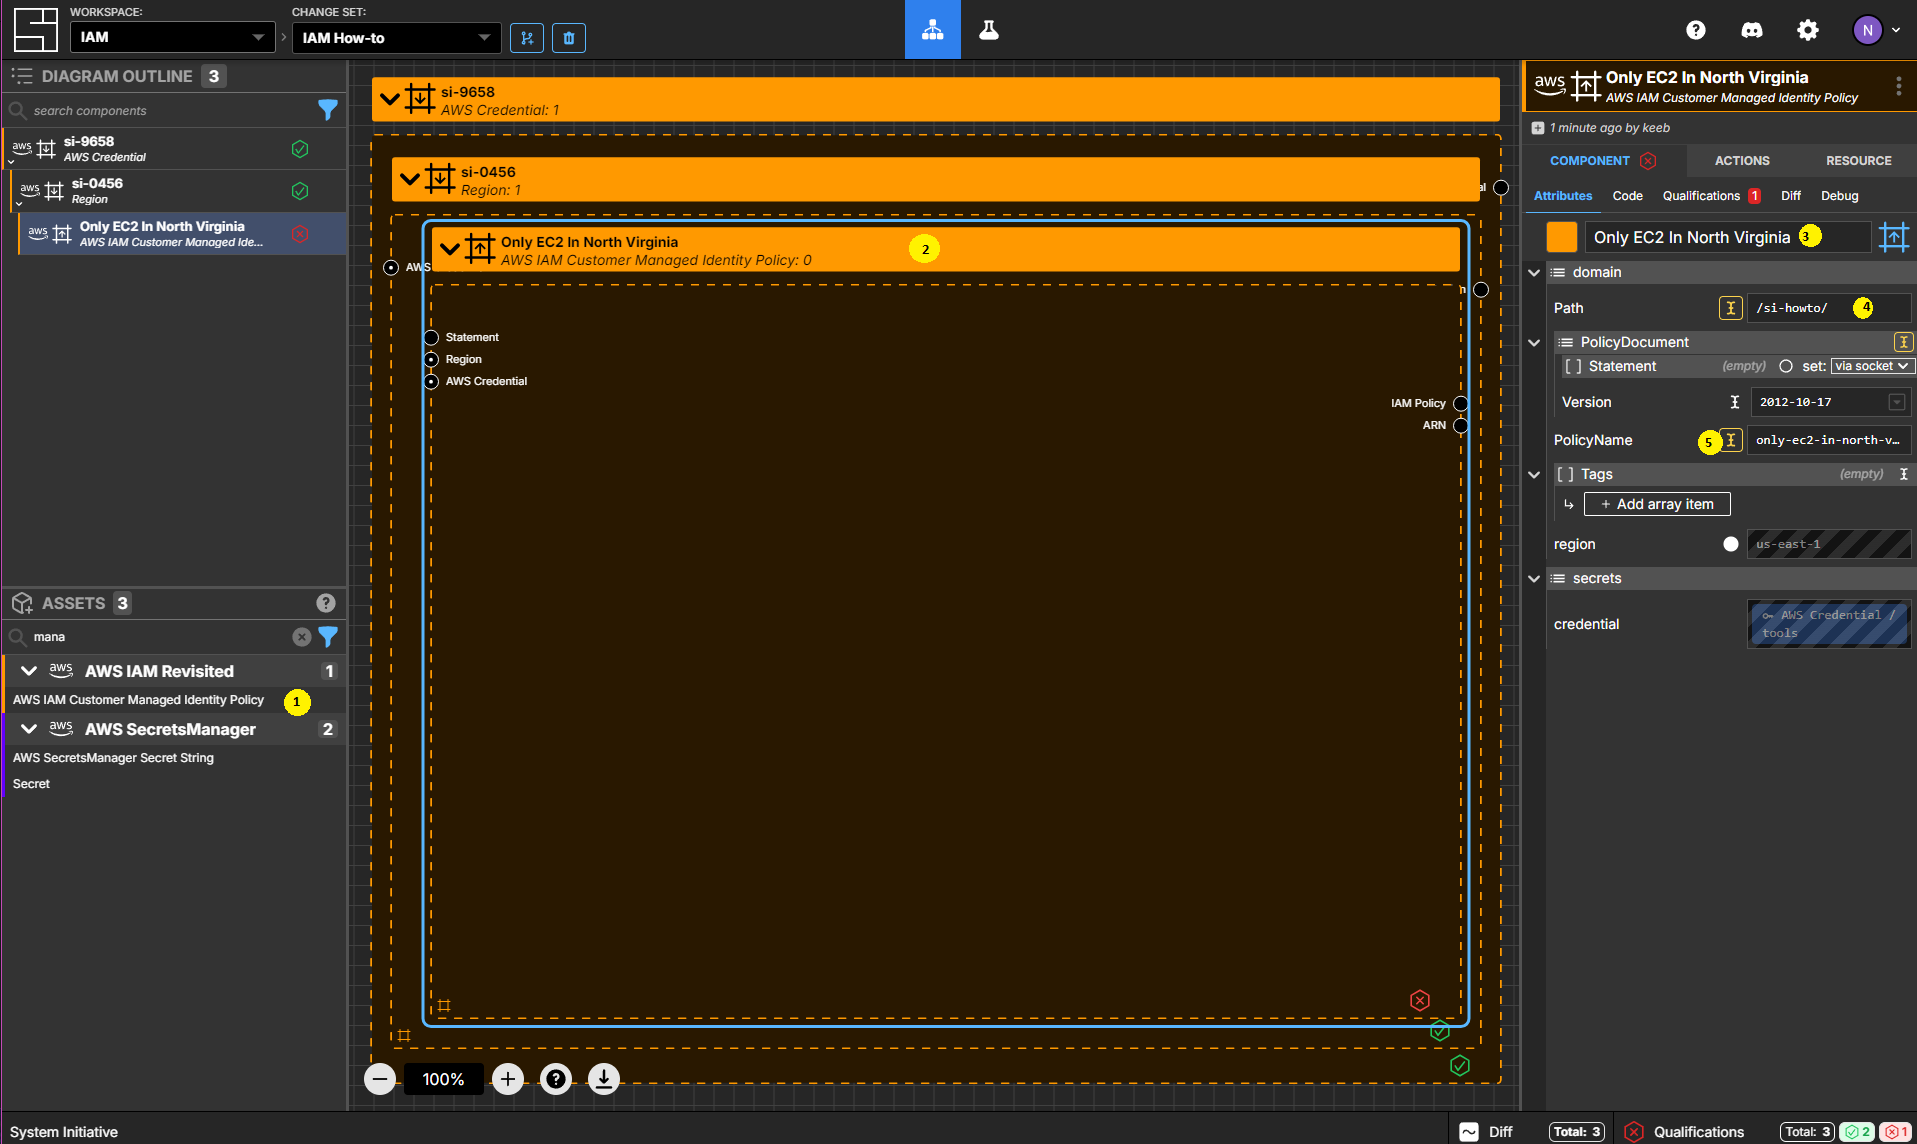 WORKSPACE:
IAM
CHANGE SET:
IAM How-to
N
DIAGRAM OUTLINE 3
search components
aws si-9658
AWS Credential
aws si-0456
Region
aws Only EC2 In North Virginia
AWS IAM Customer Managed Ide...
ASSETS 3
mana
aws AWS IAM Revisited 1
AWS IAM Customer Managed Identity Policy 1
aws AWS SecretsManager 2
AWS SecretsManager Secret String
Secret
si-9658
AWS Credential: 1
si-0456
Region: 1
al
Only EC2 In North Virginia
AWS IAM Customer Managed Identity Policy: 0
2
AWS
n
Statement
Region
AWS Credential
IAM Policy
ARN
100%
aws Only EC2 In North Virginia
AWS IAM Customer Managed Identity Policy
1 minute ago by keeb
COMPONENT ACTIONS RESOURCE
Attributes Code Qualifications 1 Diff Debug
Only EC2 In North Virginia 3
domain
Path /si-howto/ 4
PolicyDocument
[ ] Statement (empty) set: via socket
Version 2012-10-17
PolicyName 5 only-ec2-in-north-v...
[ ] Tags (empty)
+ Add array item
region us-east-1
secrets
credential AWS Credential /
tools
System Initiative
Diff Total: 3 Qualifications Total: 3 2 1